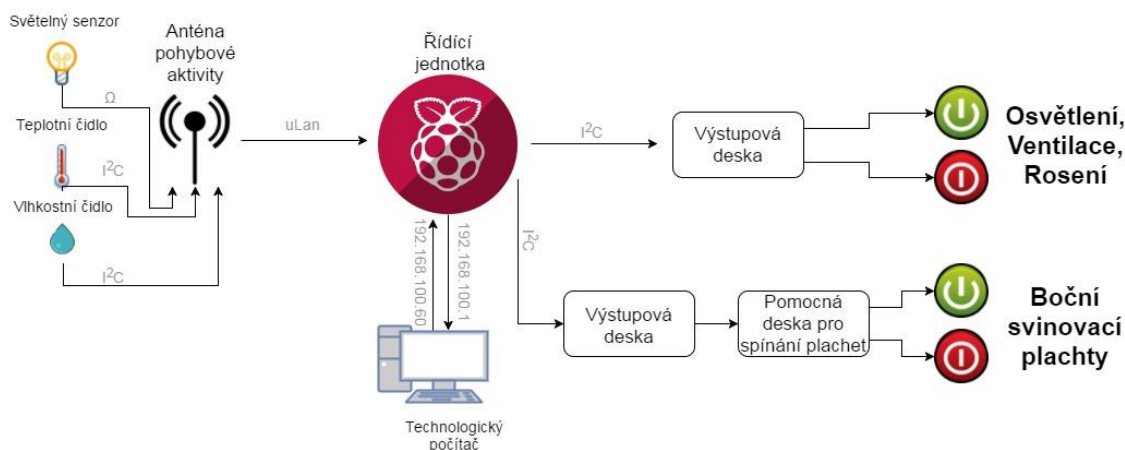 Světelný senzor
Ω
Teplotní čidlo
I²C
Vlhkostní čidlo
I²C
Anténa
pohybové
aktivity
uLan
Řídící
jednotka
192.168.100.60
192.168.100.1
Technologický
počítač
I²C
Výstupová
deska
Osvětlení,
Ventilace,
Rosení
I²C
Výstupová
deska
Pomocná
deska pro
spínání plachet
Boční
svinovací
plachty